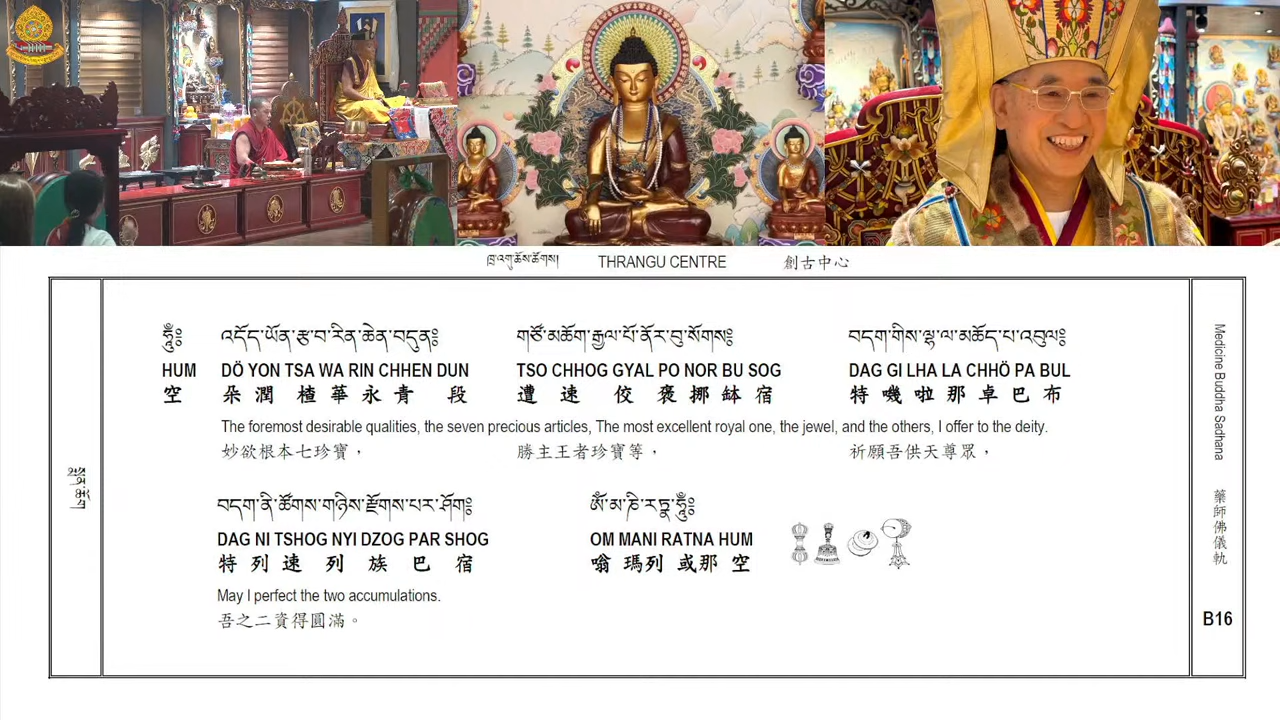 ཁྲ་འགུ་ཆོས་ཚོགས། THRANGU CENTRE 創古中心
ཧཱུྃ༔ འདོད་ཡོན་རྩ་བ་རིན་ཆེན་བདུན༔ གཙོ་མཆོག་རྒྱལ་པོ་ནོར་བུ་སོགས༔ བདག་གིས་ལྷ་ལ་མཆོད་པ་འབུལ༔
HUM DÖ YON TSA WA RIN CHHEN DUN TSO CHHOG GYAL PO NOR BU SOG DAG GI LHA LA CHHÖ PA BUL
空 朵 潤 楂 華 永 青 段 遭 速 佼 褒 挪 缽 宿 特 嘰 啦 那 卓 巴 布
The foremost desirable qualities, the seven precious articles, The most excellent royal one, the jewel, and the others, I offer to the deity.
妙欲根本七珍寶， 勝主王者珍寶等， 祈願吾供天尊眾，
བདག་ནི་ཚོགས་གཉིས་རྫོགས་པར་ཤོག༔ ཨོཾ་མ་ཎི་རཏྣ་ཧཱུྃ༔
DAG NI TSHOG NYI DZOG PAR SHOG OM MANI RATNA HUM
特 列 速 列 族 巴 宿 嗡 瑪列 或那 空
May I perfect the two accumulations.
吾之二資得圓滿。
སྨན་ཆོག
Medicine Buddha Sadhana
藥師佛儀軌
B16